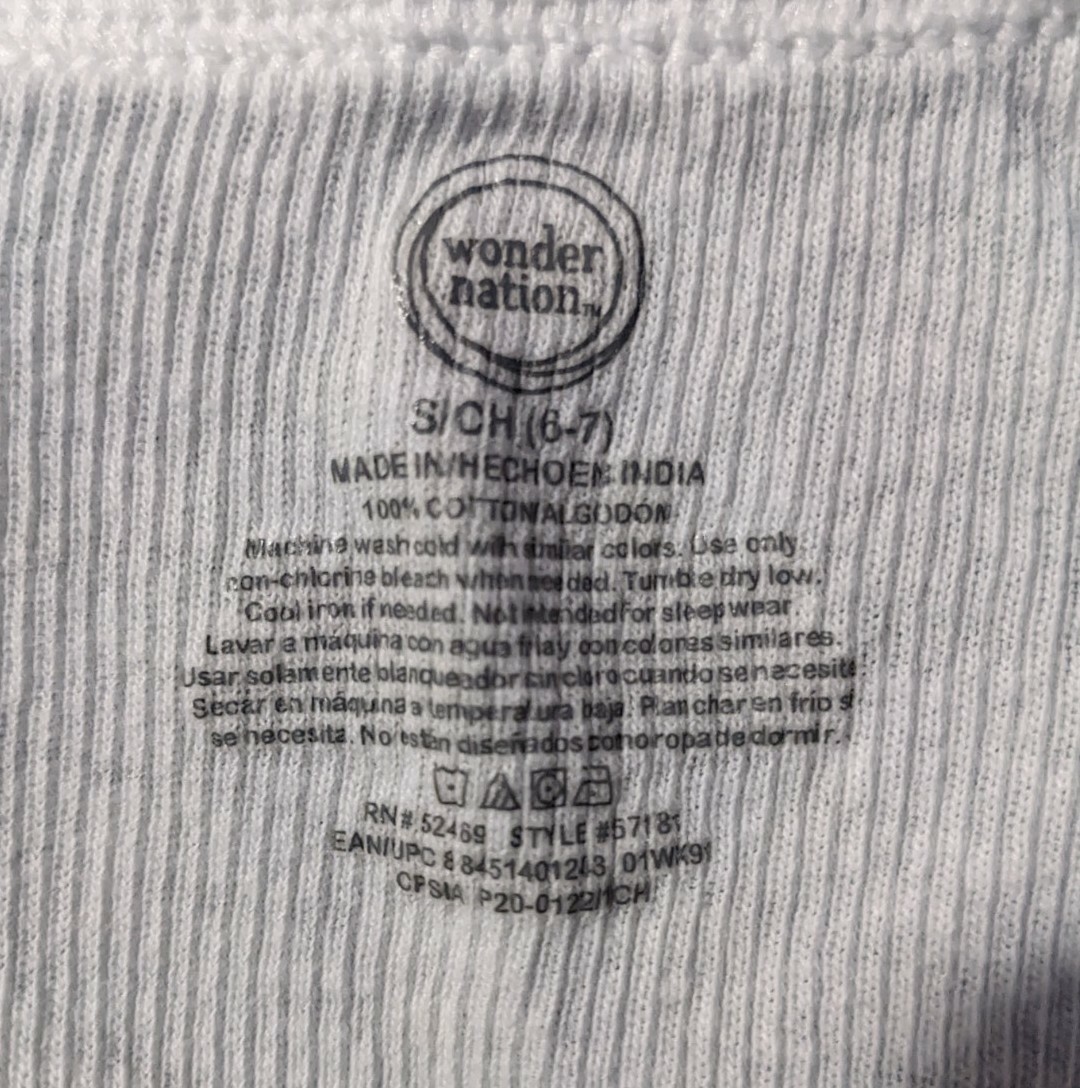 wonder
nation™
S/CH (6-7)
MADE IN/HECHO EN INDIA
100% COTTON/ALGODÓN
Machine wash cold with similar colors. Use only
non-chlorine bleach when needed. Tumble dry low.
Cool iron if needed. Not intended for sleepwear.
Lavar a máquina con agua fría y con colores similares.
Usar solamente blanqueador sin cloro cuando se necesite.
Secar en máquina a temperatura baja. Planchar en frío si
se necesita. No están diseñados como ropa de dormir.
RN# 52469 STYLE #57181
EAN/UPC 01WK91
CPSIA P20-0122/1CH